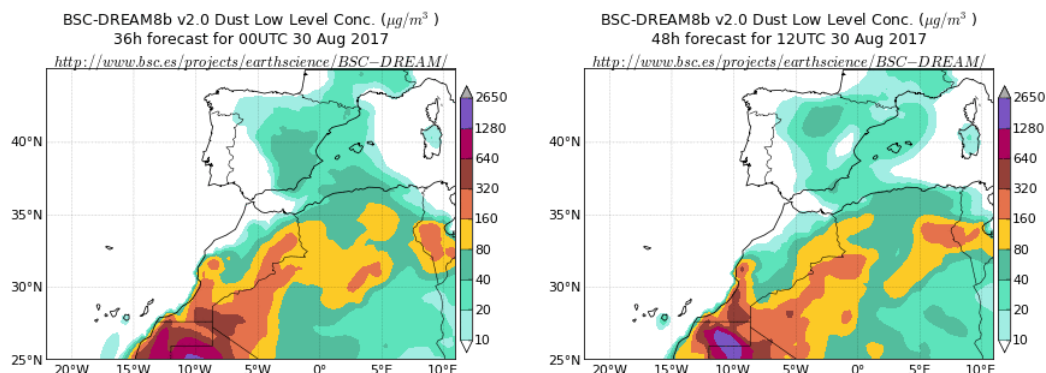 BSC-DREAM8b v2.0 Dust Low Level Conc. (μg/m³ )
36h forecast for 00UTC 30 Aug 2017
http://www.bsc.es/projects/earthscience/BSC−DREAM/
40°N
35°N
30°N
25°N
20°W
15°W
10°W
5°W
0°
5°E
10°E
2650
1280
640
320
160
80
40
20
10
BSC-DREAM8b v2.0 Dust Low Level Conc. (μg/m³ )
48h forecast for 12UTC 30 Aug 2017
http://www.bsc.es/projects/earthscience/BSC−DREAM/
40°N
35°N
30°N
25°N
20°W
15°W
10°W
5°W
0°
5°E
10°E
2650
1280
640
320
160
80
40
20
10